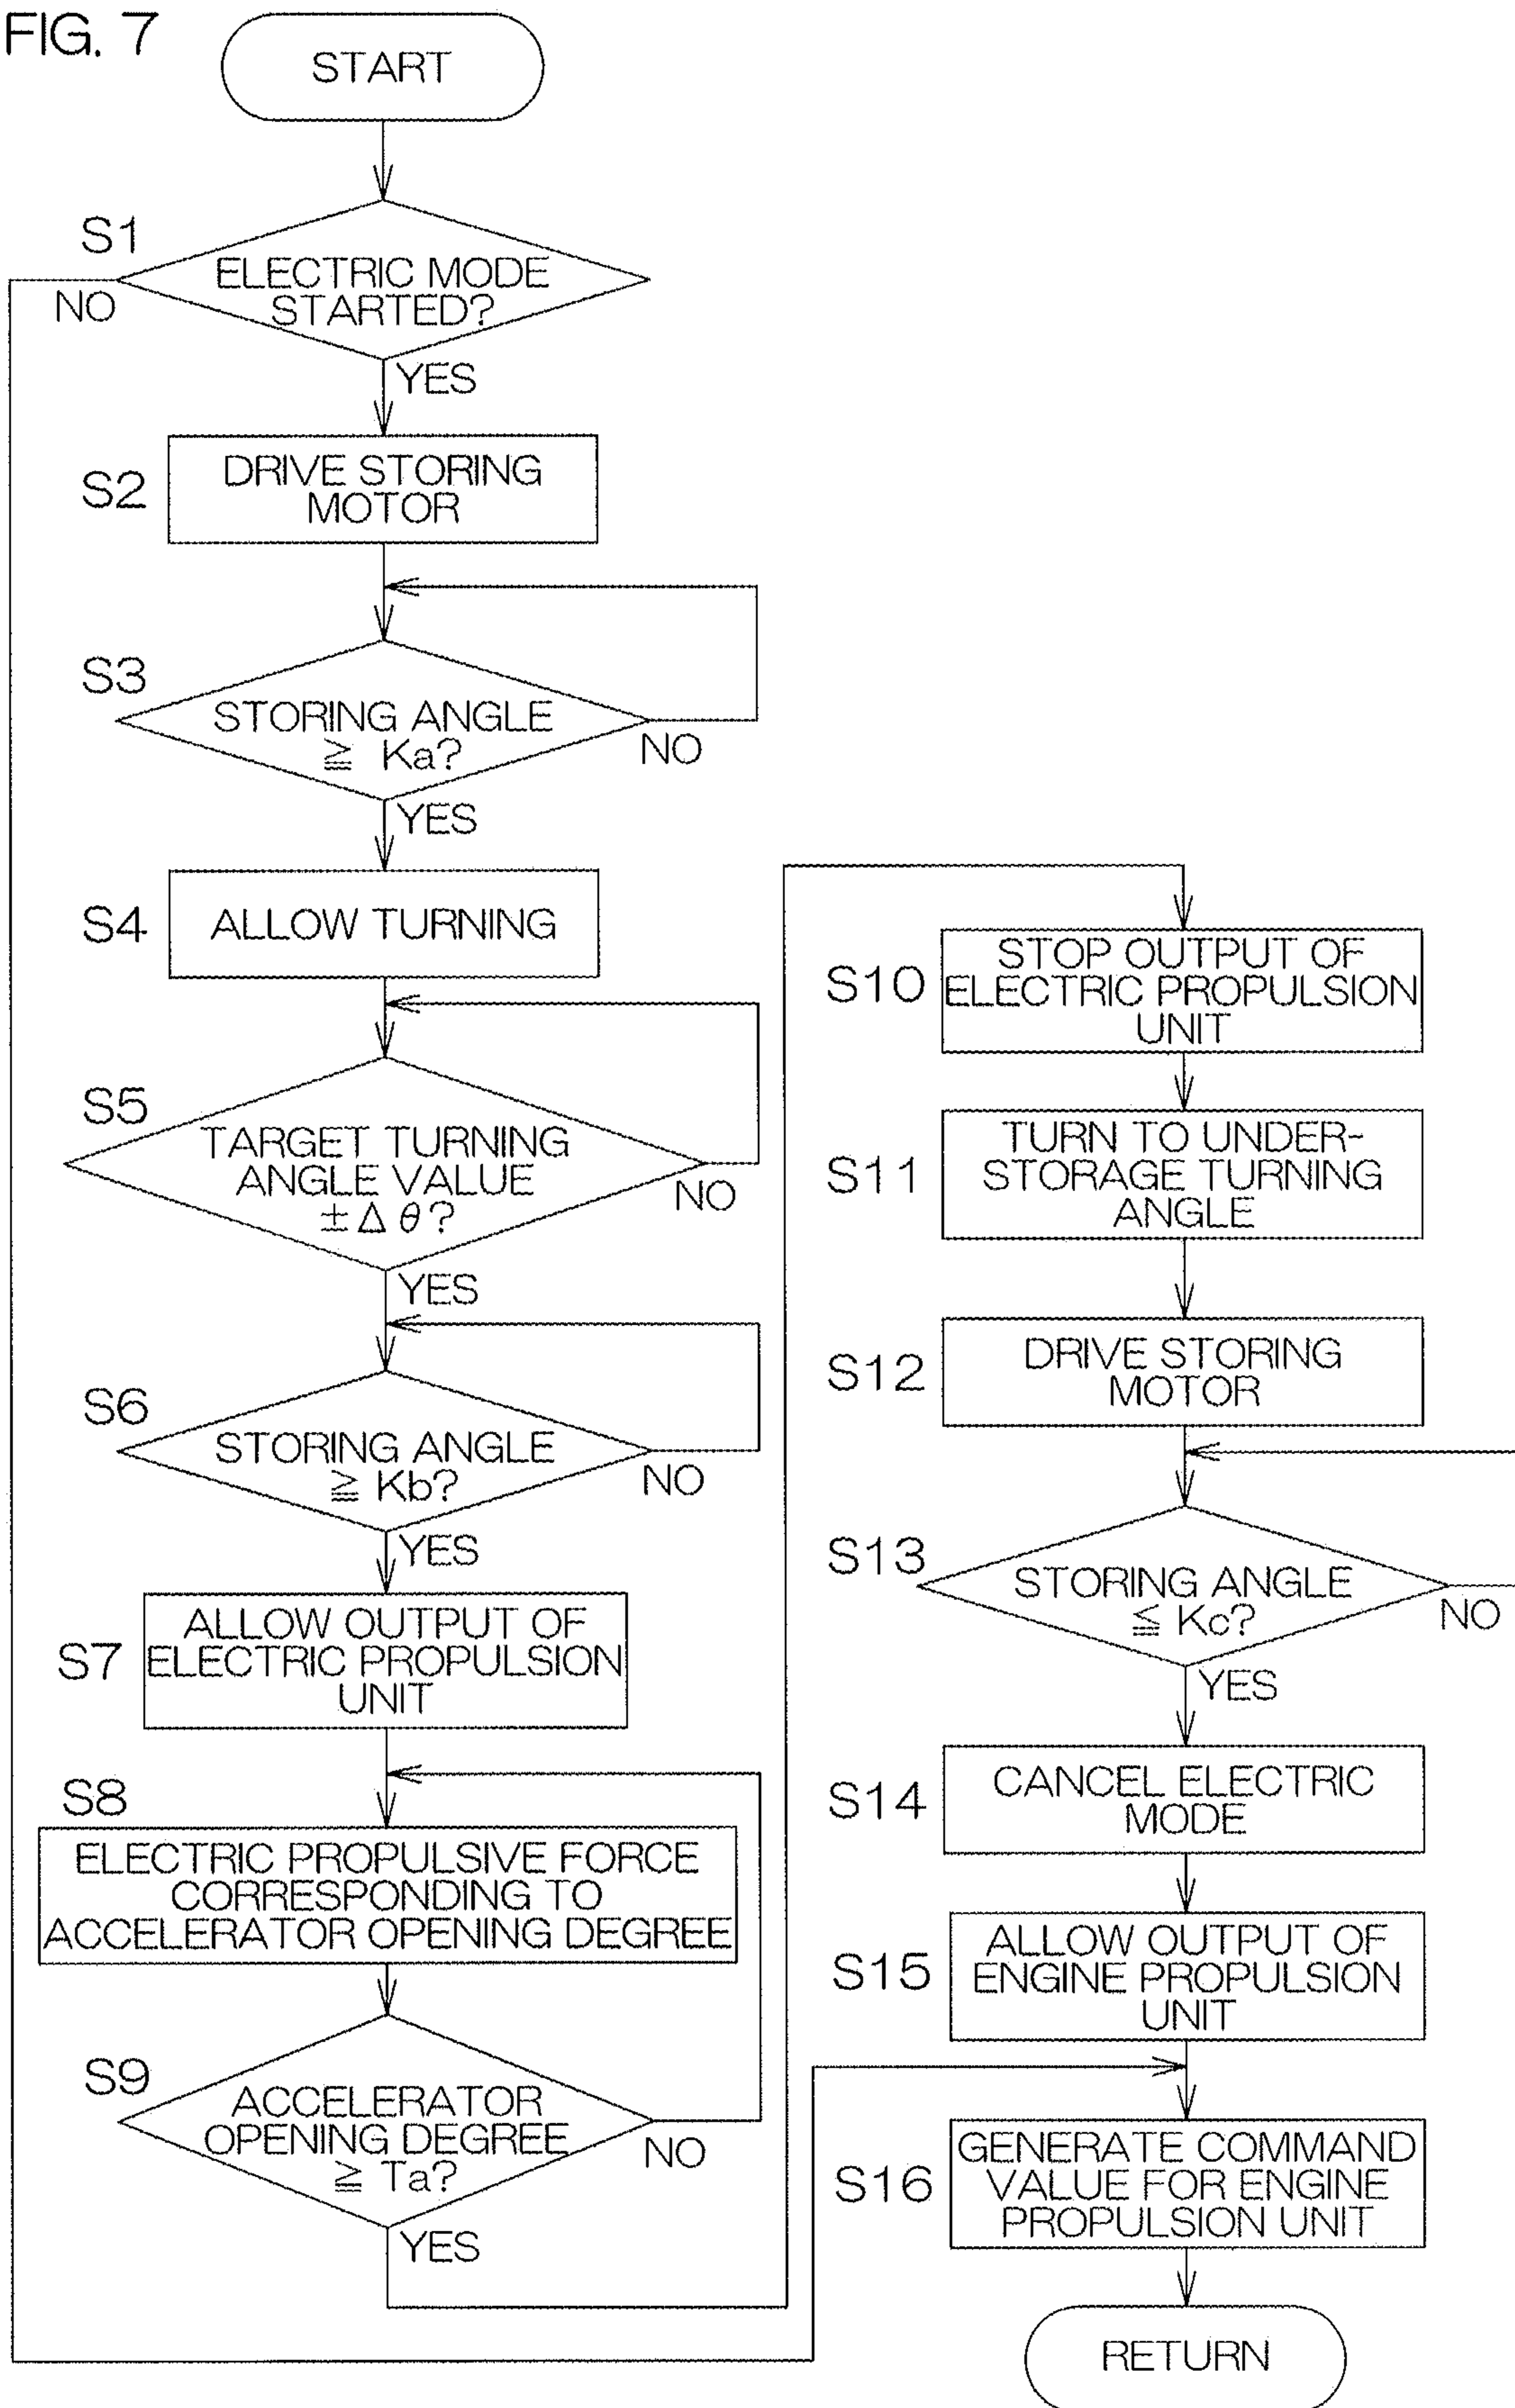 FIG. 7
START
S1
ELECTRIC MODE
STARTED?
NO
YES
S2
DRIVE STORING
MOTOR
S3
STORING ANGLE
≧ Ka?
NO
YES
S4
ALLOW TURNING
S5
TARGET TURNING
ANGLE VALUE
±Δθ?
NO
YES
S6
STORING ANGLE
≧ Kb?
NO
YES
S7
ALLOW OUTPUT OF
ELECTRIC PROPULSION
UNIT
S8
ELECTRIC PROPULSIVE FORCE
CORRESPONDING TO
ACCELERATOR OPENING DEGREE
S9
ACCELERATOR
OPENING DEGREE
≧ Ta?
NO
YES
S10
STOP OUTPUT OF
ELECTRIC PROPULSION
UNIT
S11
TURN TO UNDER-
STORAGE TURNING
ANGLE
S12
DRIVE STORING
MOTOR
S13
STORING ANGLE
≦ Kc?
NO
YES
S14
CANCEL ELECTRIC
MODE
S15
ALLOW OUTPUT OF
ENGINE PROPULSION
UNIT
S16
GENERATE COMMAND
VALUE FOR ENGINE
PROPULSION UNIT
RETURN